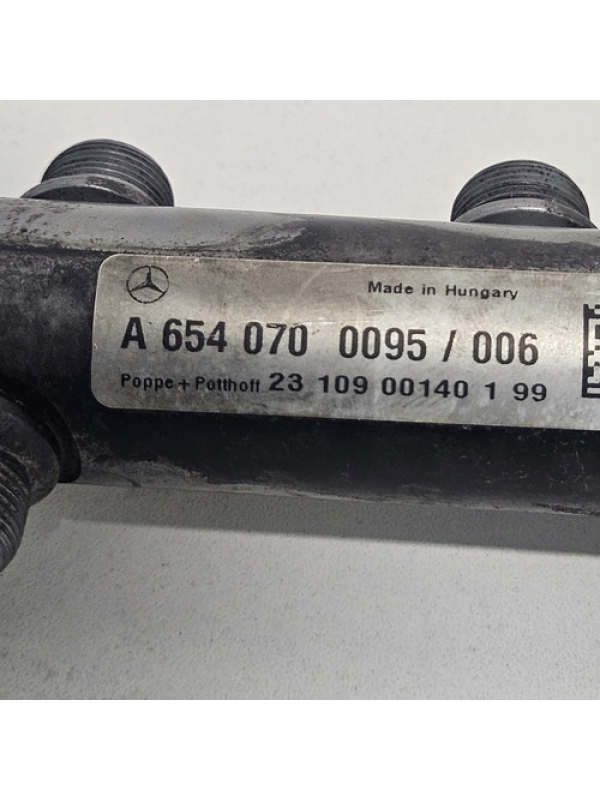 Made in Hungary
A 654 070 0095 / 006
Poppe + Potthoff 23 109 00140 1 99